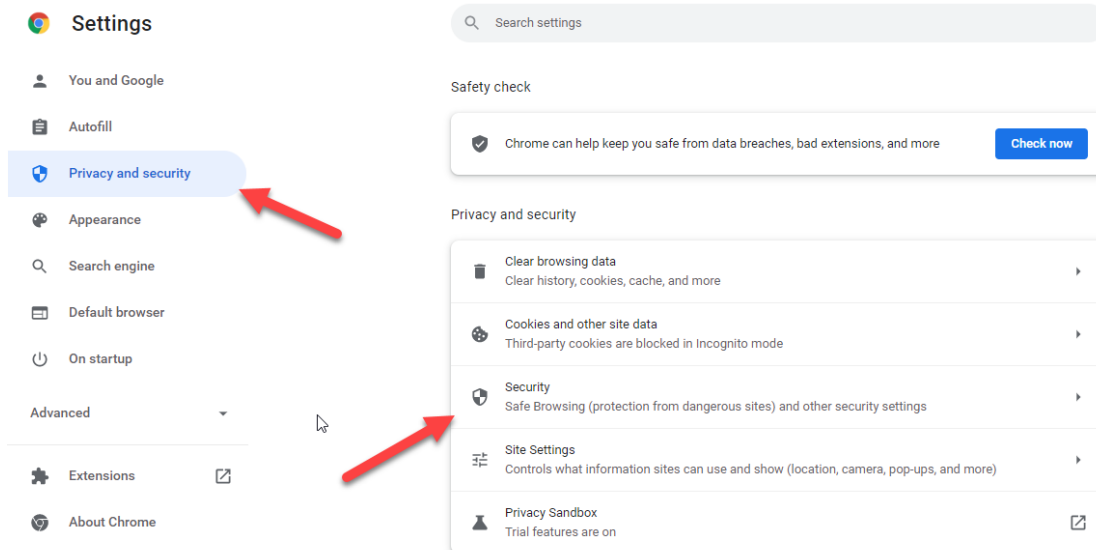 Settings
Search settings
You and Google
Autofill
Privacy and security
Appearance
Search engine
Default browser
On startup
Advanced
Extensions
About Chrome
Safety check
Chrome can help keep you safe from data breaches, bad extensions, and more
Check now
Privacy and security
Clear browsing data
Clear history, cookies, cache, and more
Cookies and other site data
Third-party cookies are blocked in Incognito mode
Security
Safe Browsing (protection from dangerous sites) and other security settings
Site Settings
Controls what information sites can use and show (location, camera, pop-ups, and more)
Privacy Sandbox
Trial features are on